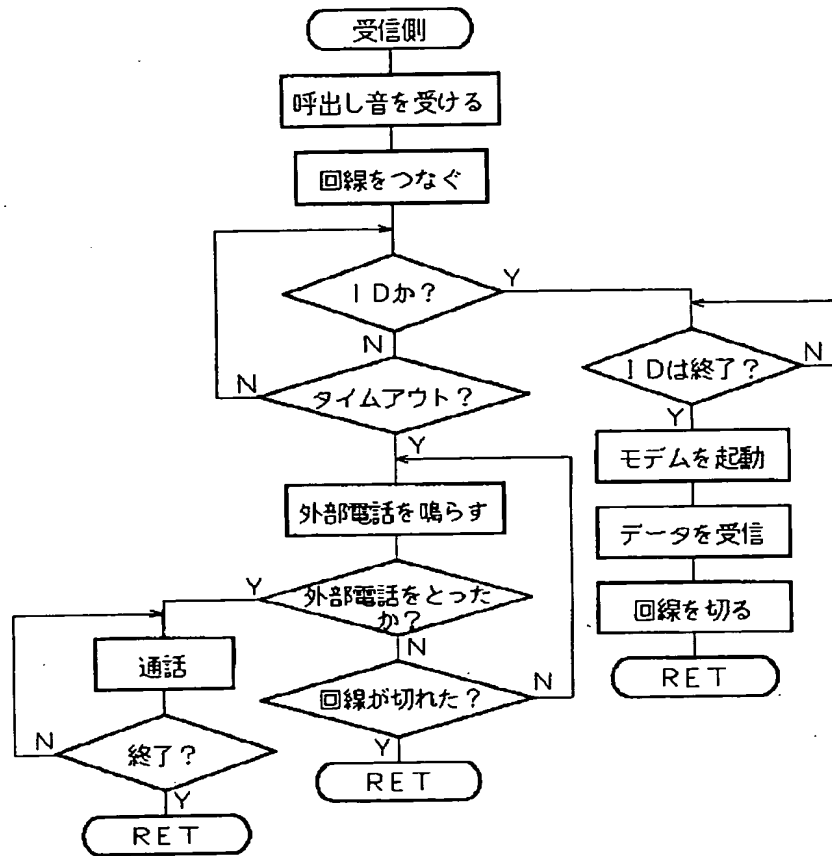 受信側
呼出し音を受ける
回線をつなぐ
IDか?
Y
N
タイムアウト?
N
Y
IDは終了?
N
Y
モデムを起動
データを受信
回線を切る
RET
外部電話を鳴らす
外部電話をとった
か?
Y
N
回線が切れた?
N
Y
RET
通話
終了?
N
Y
RET